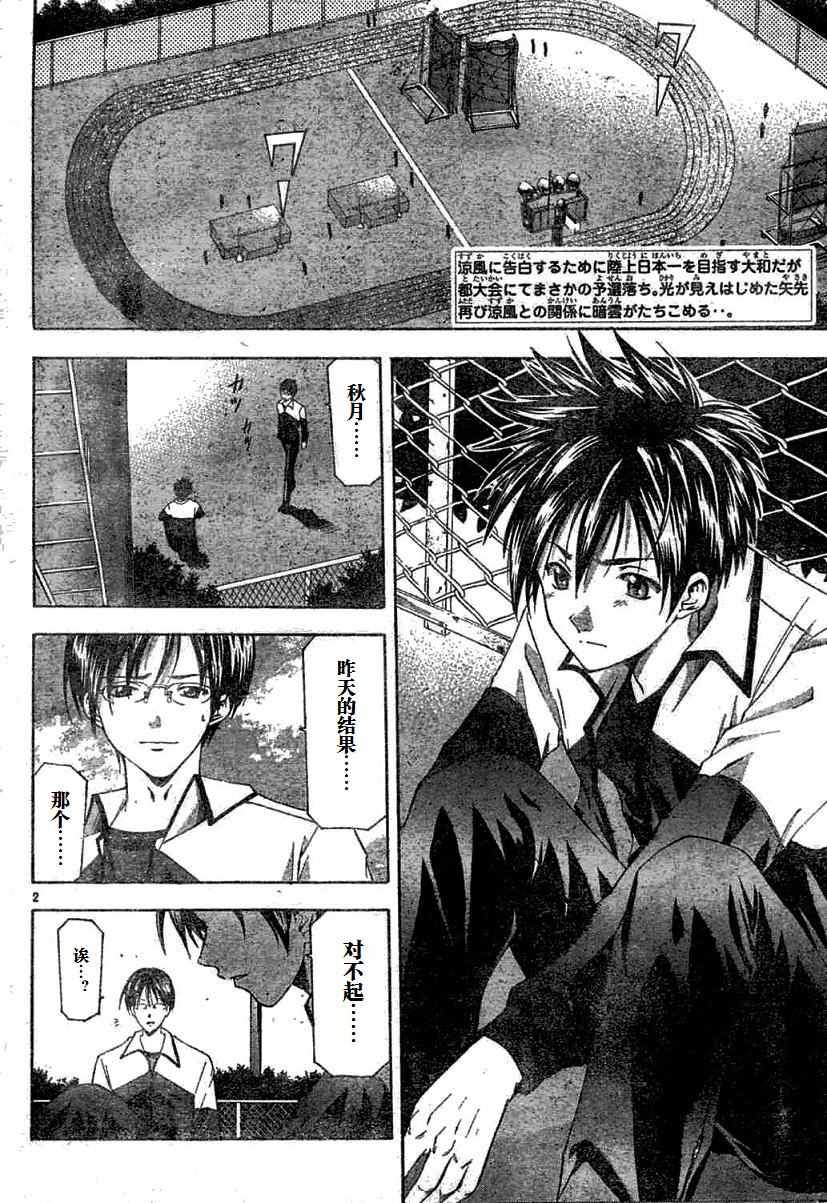 涼風に告白するために陸上日本一を目指す大和だが
都大会にてまさかの予選落ち。光が見えはじめた矢先
再び涼風との関係に暗雲がたちこめる‥。
秋月……
カッ
カッ
昨天的结果……
那个……
2
对不起……
诶…?